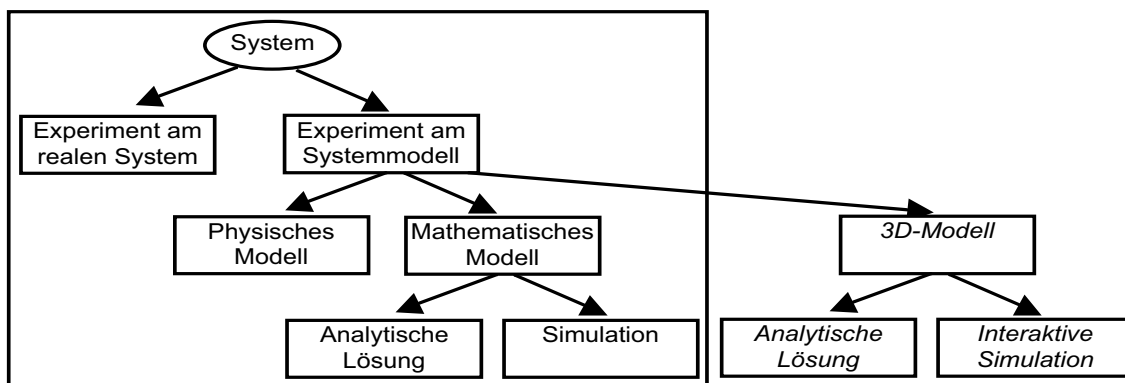 System
Experiment am
realen System
Experiment am
Systemmodell
Physisches
Modell
Mathematisches
Modell
3D-Modell
Analytische
Lösung
Simulation
Analytische
Lösung
Interaktive
Simulation